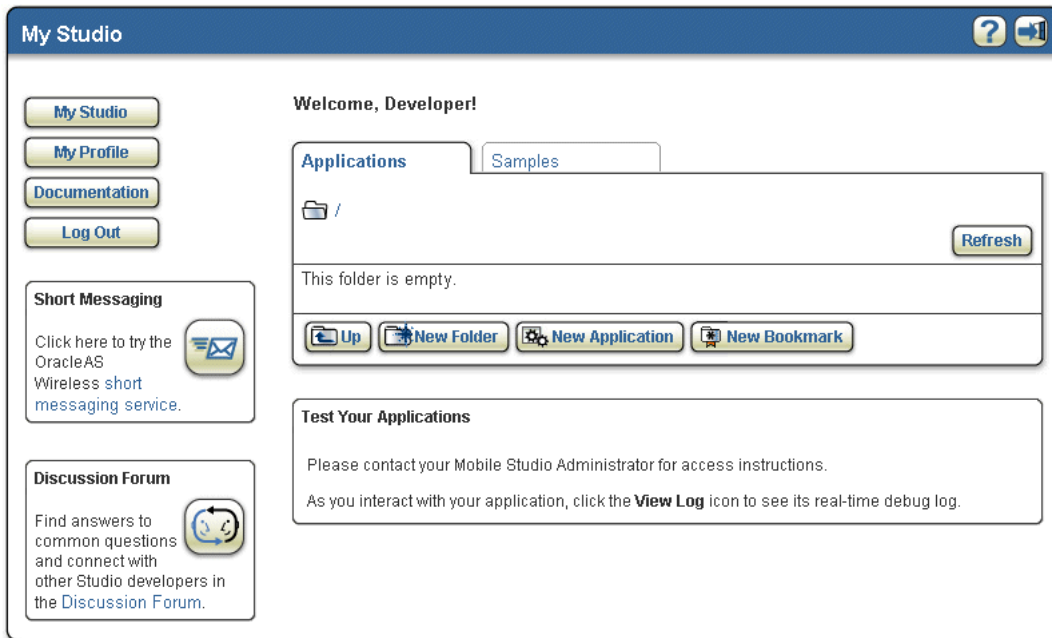 My Studio
?
My Studio
My Profile
Documentation
Log Out
Short Messaging
Click here to try the
OracleAS
Wireless short
messaging service.
Discussion Forum
Find answers to
common questions
and connect with
other Studio developers in
the Discussion Forum.
Welcome, Developer!
Applications
Samples
/
Refresh
This folder is empty.
Up New Folder New Application New Bookmark
Test Your Applications
Please contact your Mobile Studio Administrator for access instructions.
As you interact with your application, click the View Log icon to see its real-time debug log.